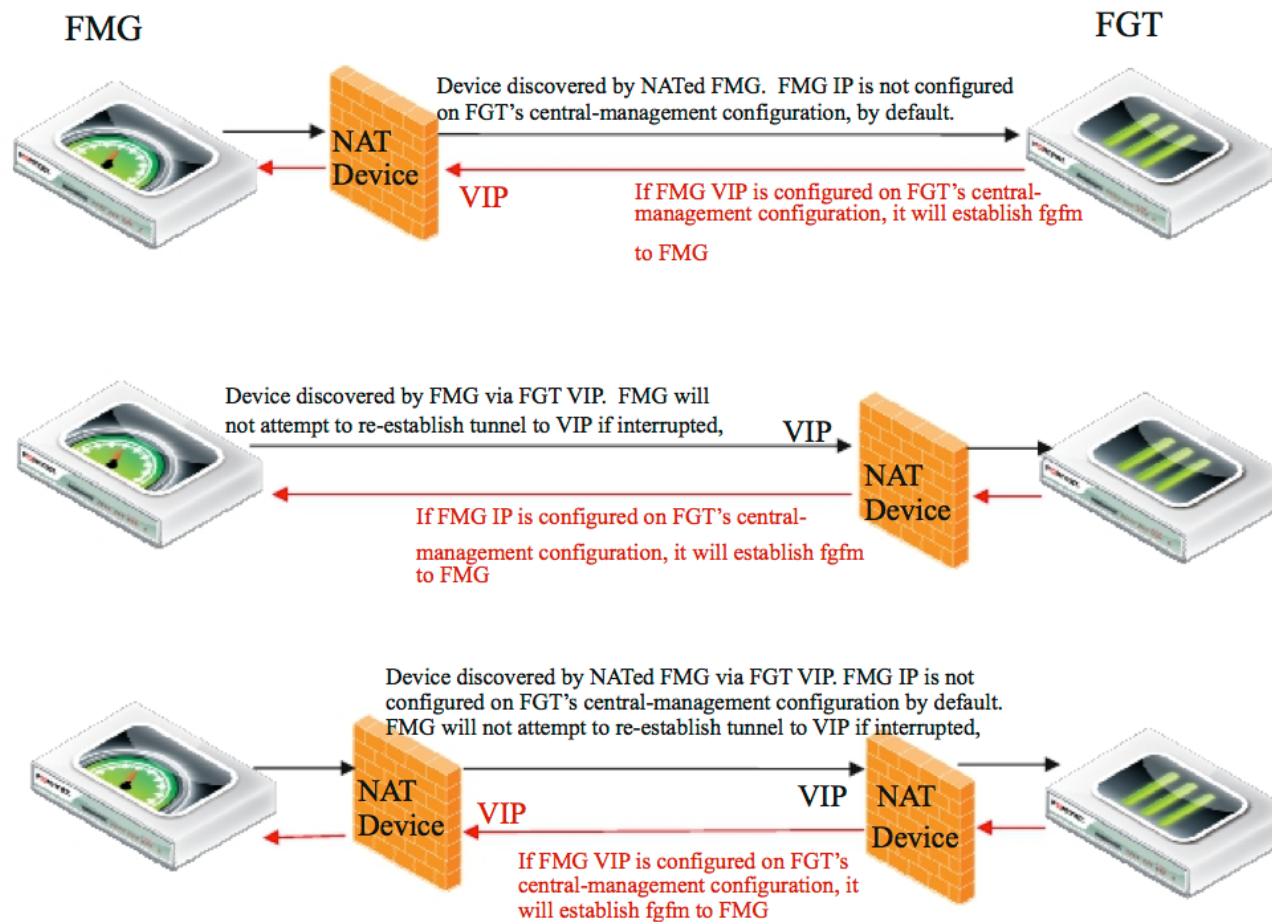 FMG
FGT
Device discovered by NATed FMG.  FMG IP is not configured
on FGT's central-management configuration, by default.
NAT
Device
VIP
If FMG VIP is configured on FGT's central-
management configuration, it will establish fgfm
to FMG
Device discovered by FMG via FGT VIP.  FMG will
not attempt to re-establish tunnel to VIP if interrupted,
VIP
NAT
Device
If FMG IP is configured on FGT's central-
management configuration, it will establish fgfm
to FMG
Device discovered by NATed FMG via FGT VIP. FMG IP is not
configured on FGT's central-management configuration by default.
FMG will not attempt to re-establish tunnel to VIP if interrupted,
NAT
Device
VIP
VIP
NAT
Device
If FMG VIP is configured on FGT's
central-management configuration, it
will establish fgfm to FMG